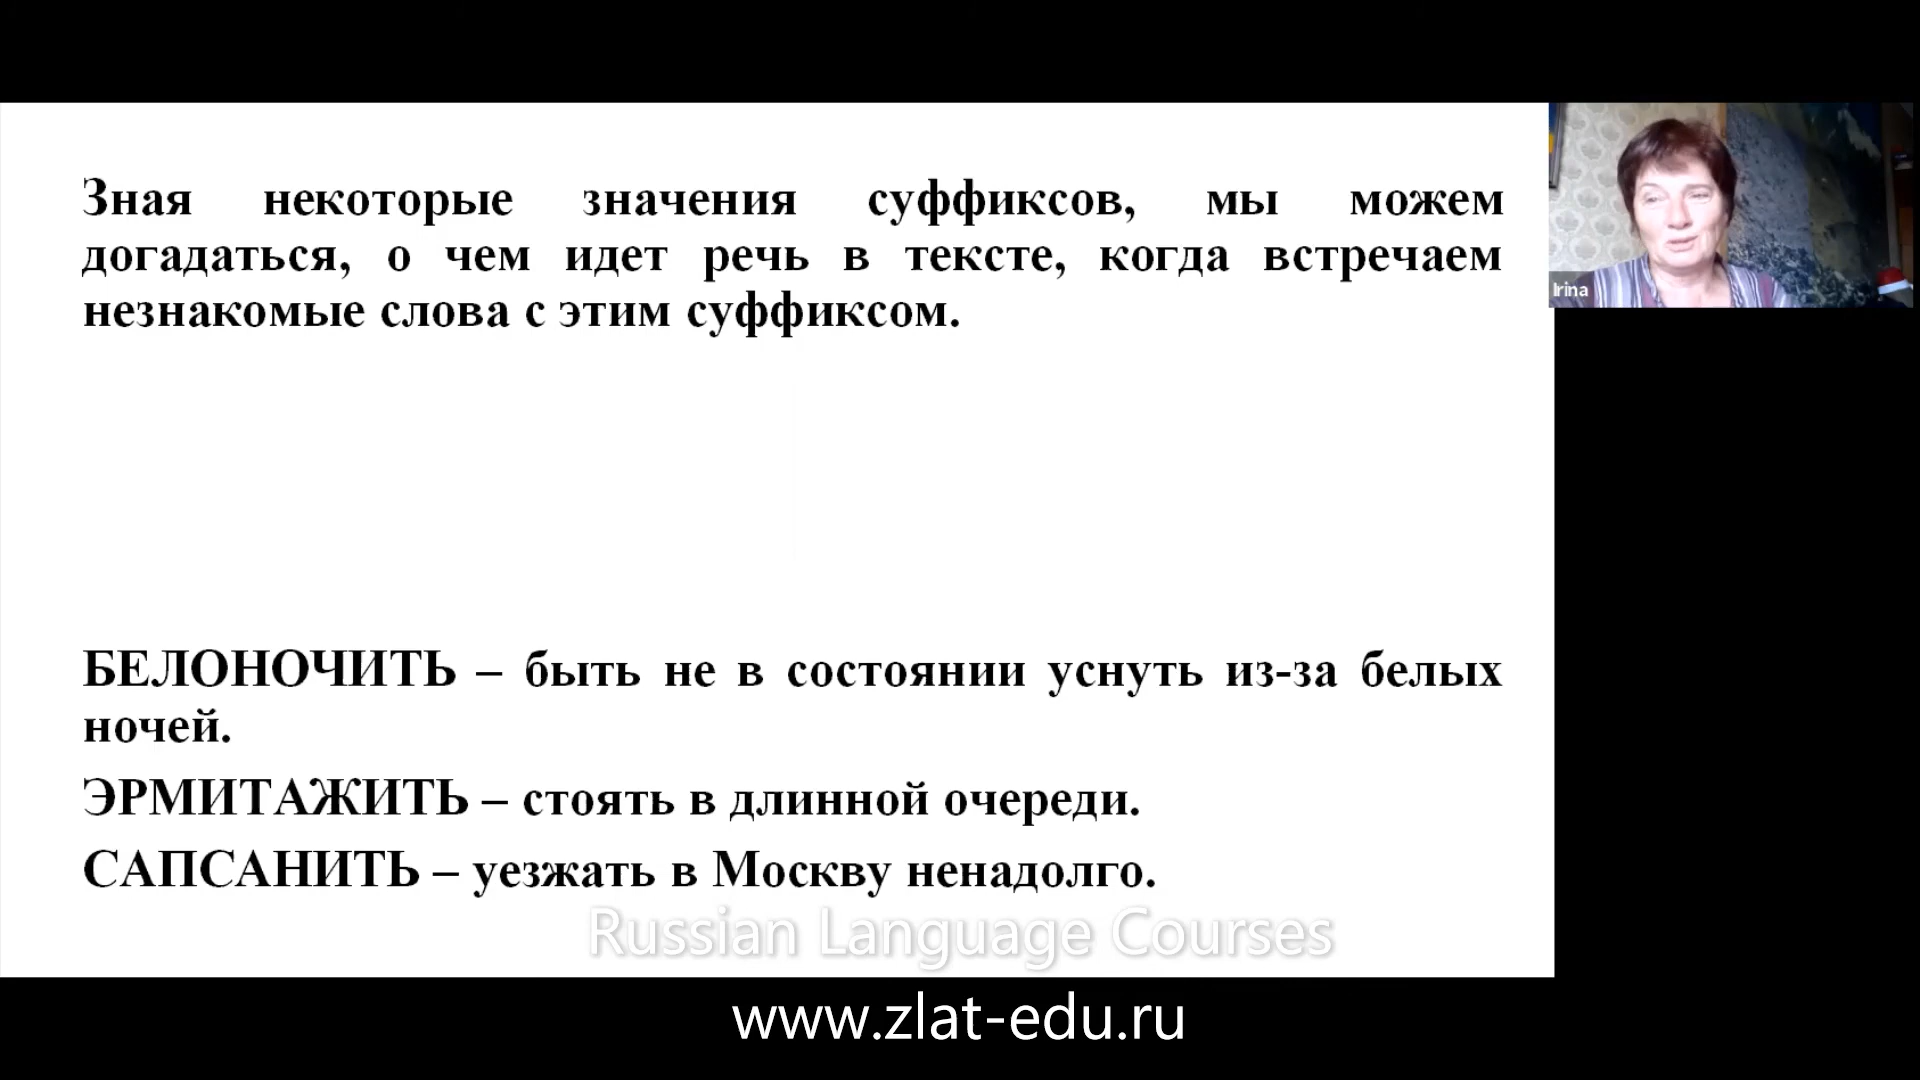 Зная некоторые значения суффиксов, мы можем
догадаться, о чем идет речь в тексте, когда встречаем
незнакомые слова с этим суффиксом.
Irina
БЕЛОНОЧИТЬ – быть не в состоянии уснуть из-за белых
ночей.
ЭРМИТАЖИТЬ – стоять в длинной очереди.
САПСАНИТЬ – уезжать в Москву ненадолго.
Russian Language Courses
www.zlat-edu.ru